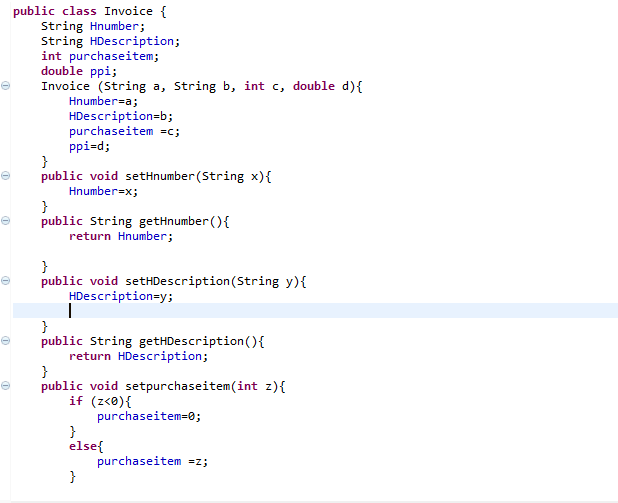 public class Invoice {
    String Hnumber;
    String HDescription;
    int purchaseitem;
    double ppi;
    Invoice (String a, String b, int c, double d){
        Hnumber=a;
        HDescription=b;
        purchaseitem =c;
        ppi=d;
    }
    public void setHnumber(String x){
        Hnumber=x;
    }
    public String getHnumber(){
        return Hnumber;

    }
    public void setHDescription(String y){
        HDescription=y;

    }
    public String getHDescription(){
        return HDescription;
    }
    public void setpurchaseitem(int z){
        if (z<0){
            purchaseitem=0;
        }
        else{
            purchaseitem =z;
        }